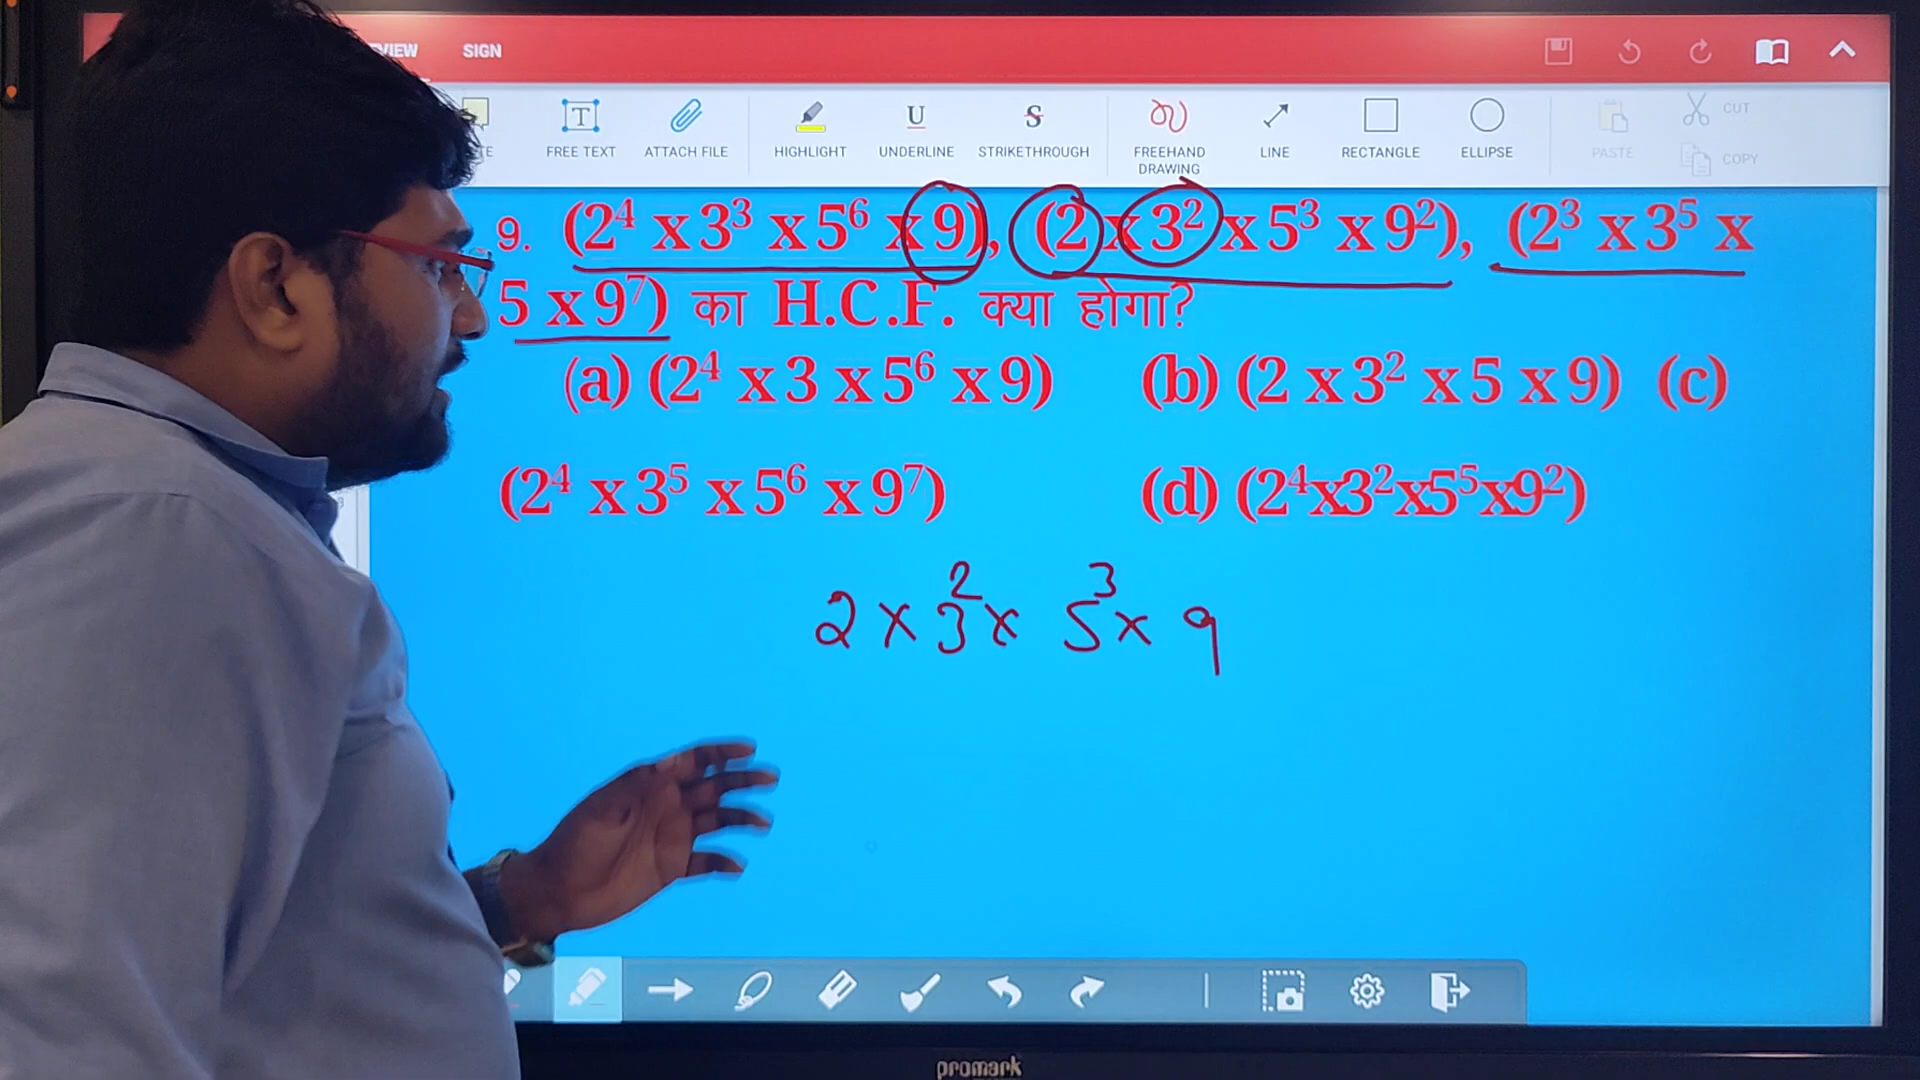 VIEW SIGN
FREE TEXT ATTACH FILE HIGHLIGHT UNDERLINE STRIKETHROUGH FREEHAND DRAWING LINE RECTANGLE ELLIPSE PASTE CUT COPY
9. (2⁴ x 3³ x 5⁶ x 9), (2 x 3² x 5³ x 9²), (2³ x 3⁵ x
5 x 9⁷) का H.C.F. क्या होगा?
(a) (2⁴ x 3 x 5⁶ x 9) (b) (2 x 3² x 5 x 9) (c)
(2⁴ x 3⁵ x 5⁶ x 9⁷) (d) (2⁴x3²x5⁵x9²)
2 x 3² x 5³ x 9
promark